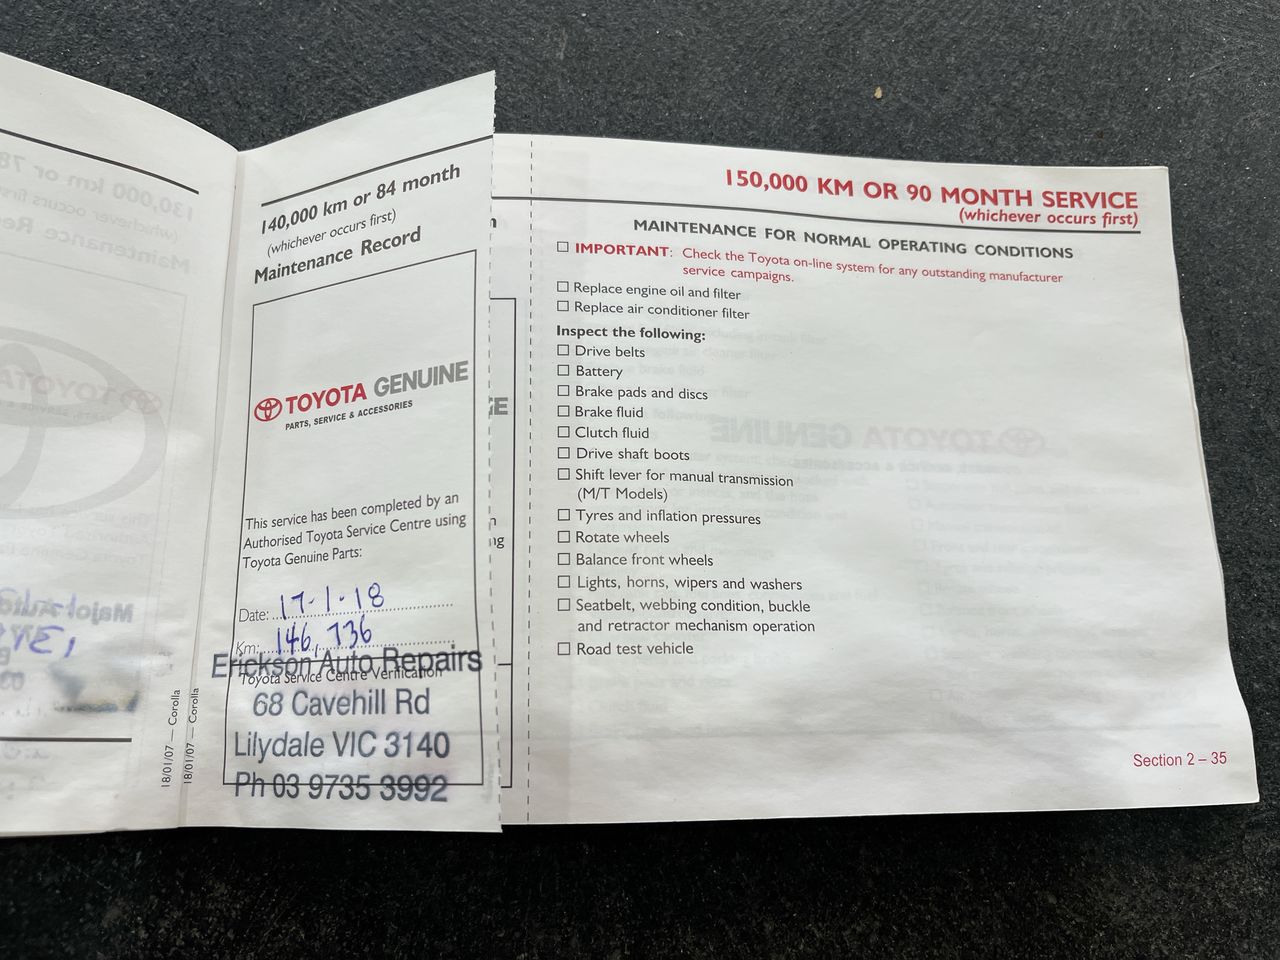 140,000 km or 84 month
(whichever occurs first)
Maintenance Record
TOYOTA GENUINE
PARTS, SERVICE & ACCESSORIES
This service has been completed by an
Authorised Toyota Service Centre using
Toyota Genuine Parts:
Date: 17-1-18
Km: 146,736
Toyota Service Centre Verification
Erickson Auto Repairs
68 Cavehill Rd
Lilydale VIC 3140
Ph 03 9735 3992
18/01/07 — Corolla
18/01/07 — Corolla
150,000 KM OR 90 MONTH SERVICE
(whichever occurs first)
MAINTENANCE FOR NORMAL OPERATING CONDITIONS
IMPORTANT: Check the Toyota on-line system for any outstanding manufacturer
service campaigns.
Replace engine oil and filter
Replace air conditioner filter
Inspect the following:
Drive belts
Battery
Brake pads and discs
Brake fluid
Clutch fluid
Drive shaft boots
Shift lever for manual transmission
(M/T Models)
Tyres and inflation pressures
Rotate wheels
Balance front wheels
Lights, horns, wipers and washers
Seatbelt, webbing condition, buckle
and retractor mechanism operation
Road test vehicle
Section 2 – 35